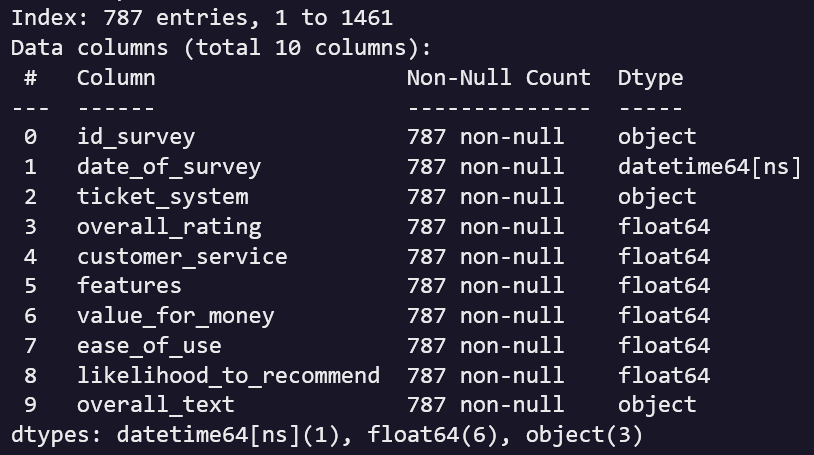 Index: 787 entries, 1 to 1461
Data columns (total 10 columns):
 #   Column                   Non-Null Count  Dtype
---  ------                   --------------  -----
 0   id_survey                787 non-null    object
 1   date_of_survey           787 non-null    datetime64[ns]
 2   ticket_system            787 non-null    object
 3   overall_rating           787 non-null    float64
 4   customer_service         787 non-null    float64
 5   features                 787 non-null    float64
 6   value_for_money          787 non-null    float64
 7   ease_of_use              787 non-null    float64
 8   likelihood_to_recommend  787 non-null    float64
 9   overall_text             787 non-null    object
dtypes: datetime64[ns](1), float64(6), object(3)